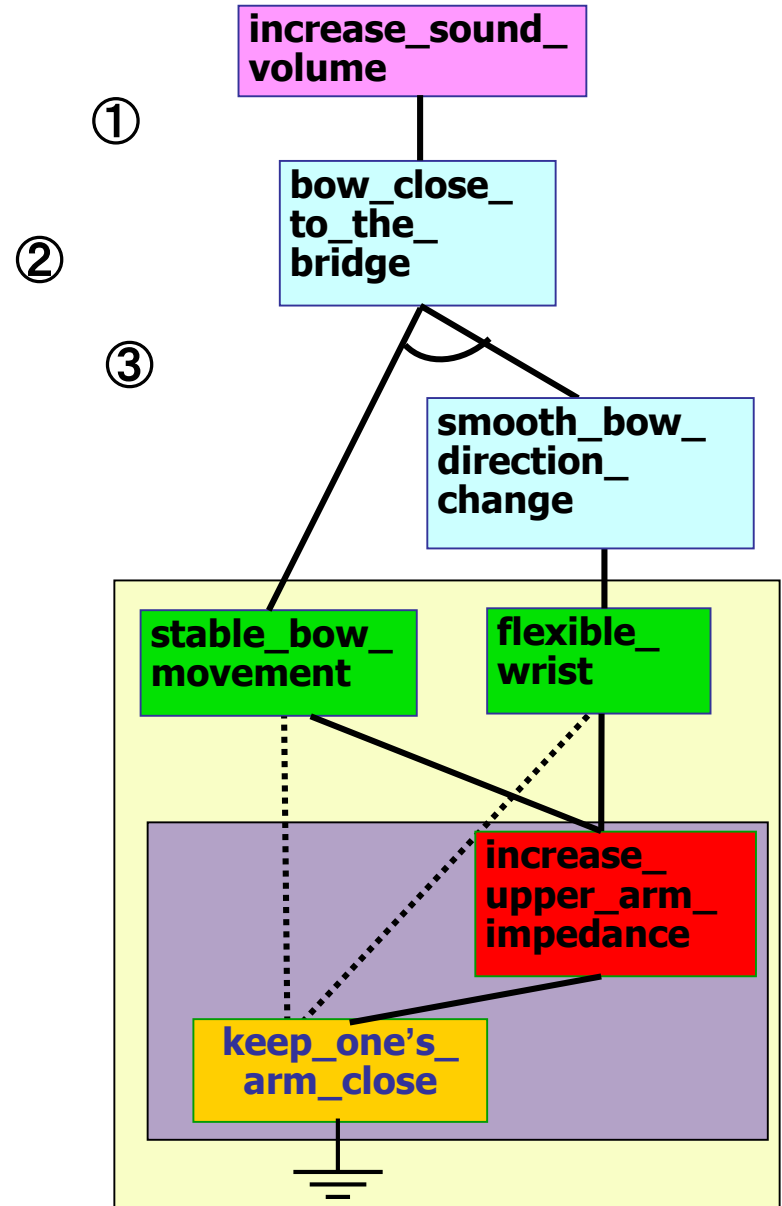 increase_sound_
volume
①
bow_close_
to_the_
bridge
②
③
smooth_bow_
direction_
change
stable_bow_
movement
flexible_
wrist
increase_
upper_arm_
impedance
keep_one’s_
arm_close